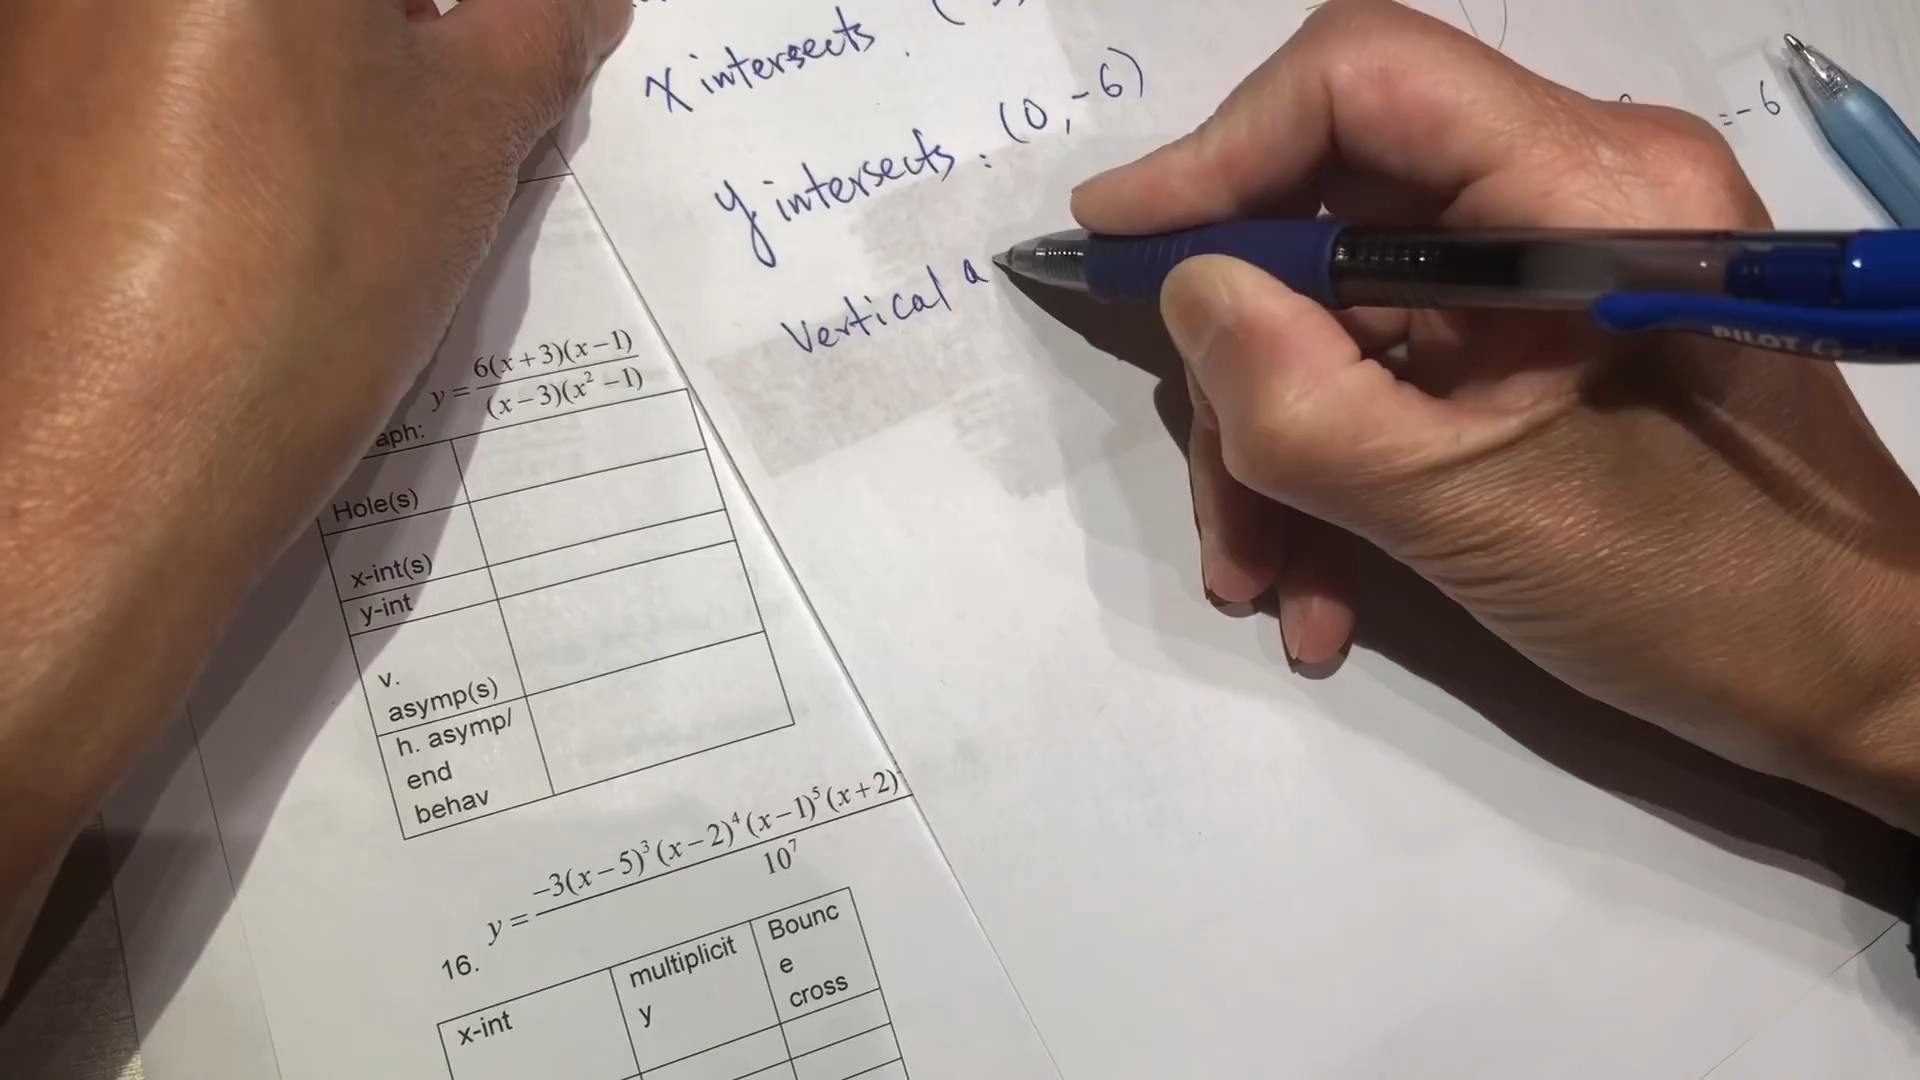 x intersects .
y intersects : (0, -6)
= -6
vertical a
y = 6(x+3)(x−1) / (x−3)(x² −1)
aph:
Hole(s)
x-int(s)
y-int
v.
asymp(s)
h. asymp/
end
behav
16. y = −3(x−5)³(x−2)⁴(x−1)⁵(x+2) / 10⁷
x-int
multiplicit
y
Bounc
e
cross
PILOT G